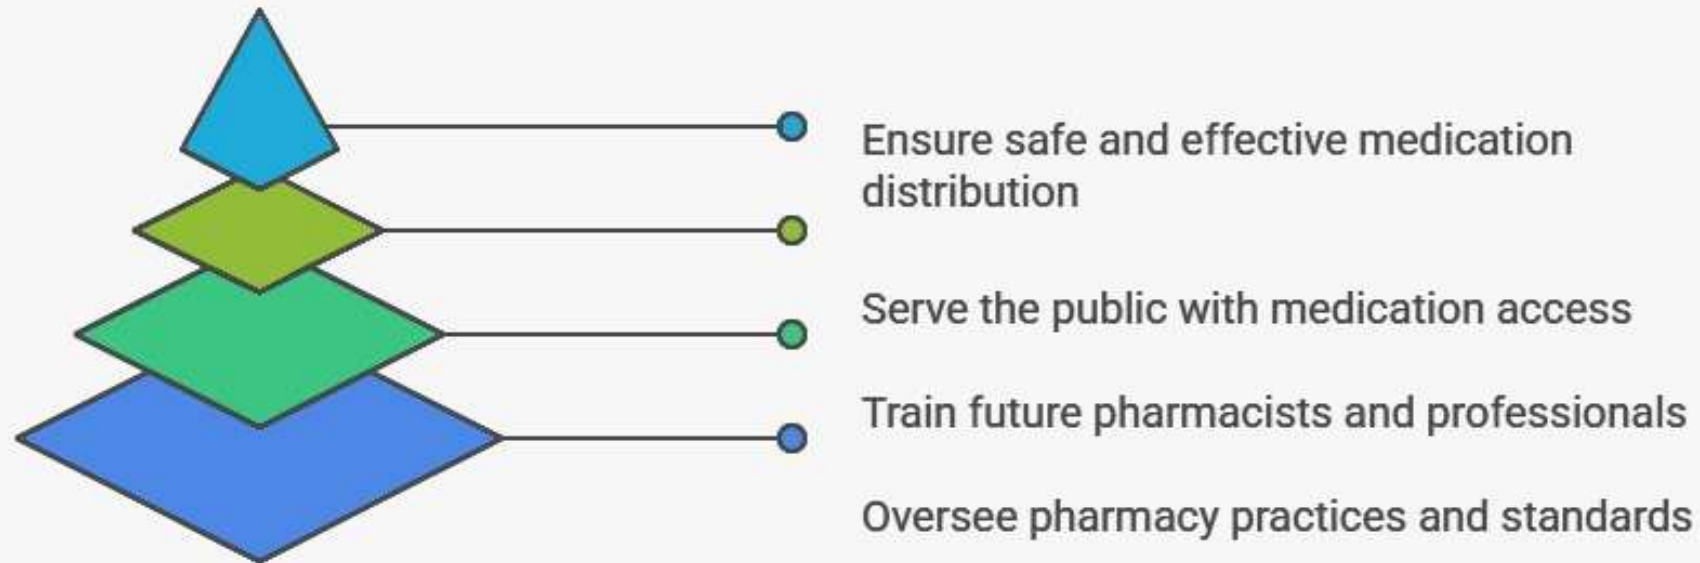 Ensure safe and effective medication
distribution
Serve the public with medication access
Train future pharmacists and professionals
Oversee pharmacy practices and standards